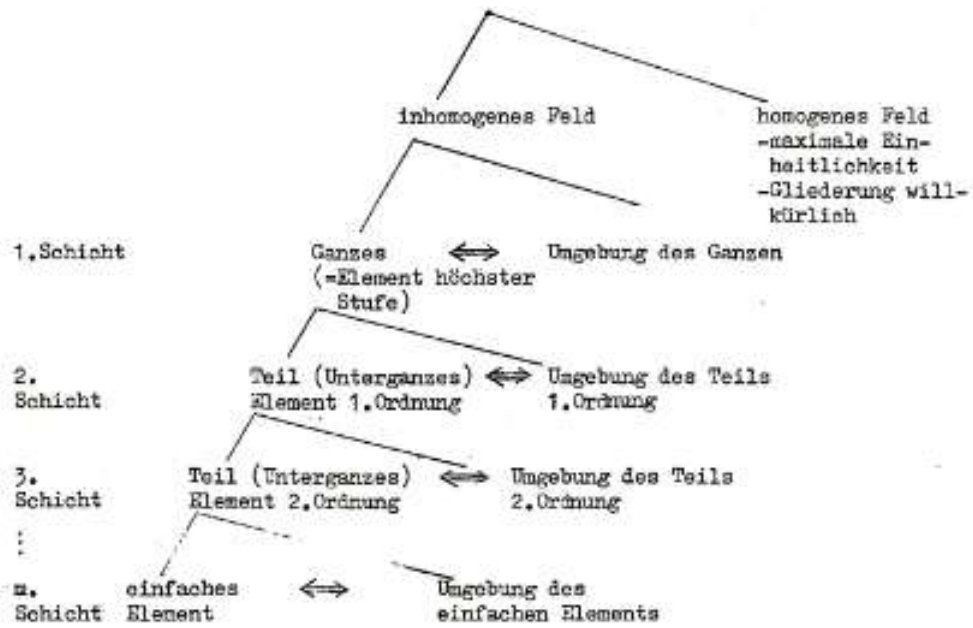 inhomogenes Feld
homogenes Feld
-maximale Ein-
heitlichkeit
-Gliederung will-
kürlich
1.Schicht
Ganzes ⟺ Umgebung des Ganzen
(=Element höchster
Stufe)
2.
Schicht
Teil (Unterganzes) ⟺ Umgebung des Teils
Element 1.Ordnung
1.Ordnung
3.
Schicht
Teil (Unterganzes) ⟺ Umgebung des Teils
Element 2.Ordnung
2.Ordnung
⋮
m.
Schicht
einfaches ⟺ Umgebung des
Element
einfachen Elements